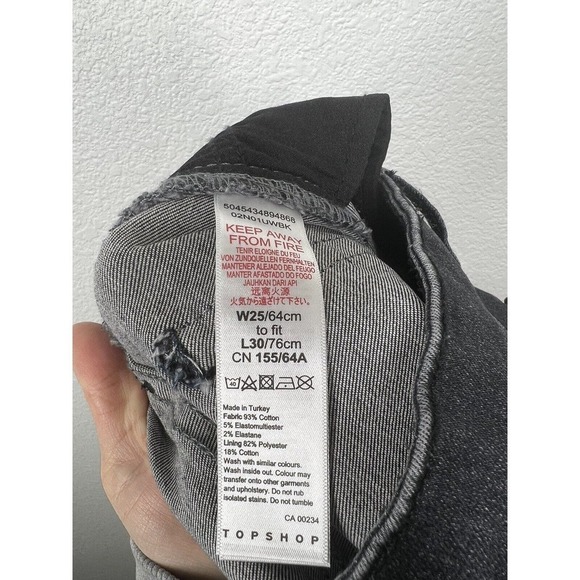 5045434894868
02N01UWBK
KEEP AWAY
FROM FIRE
TENIR ELOIGNE DU FEU
VON ZUNDQUELLEN FERNHALTEN
MANTENER ALEJADO DEL FEUGO
MANTER AFASTADO DO FOGO
JAUHKAN DARI API
远离火源
火気から遠ざけて下さい。
W25/64cm
to fit
L30/76cm
CN 155/64A
40
Made in Turkey
Fabric 93% Cotton
5% Elastomultiester
2% Elastane
Lining 82% Polyester
18% Cotton
Wash with similar colours.
Wash inside out. Colour may
transfer onto other garments
and upholstery. Do not rub
isolated stains. Do not tumble
CA 00234
TOPSHOP